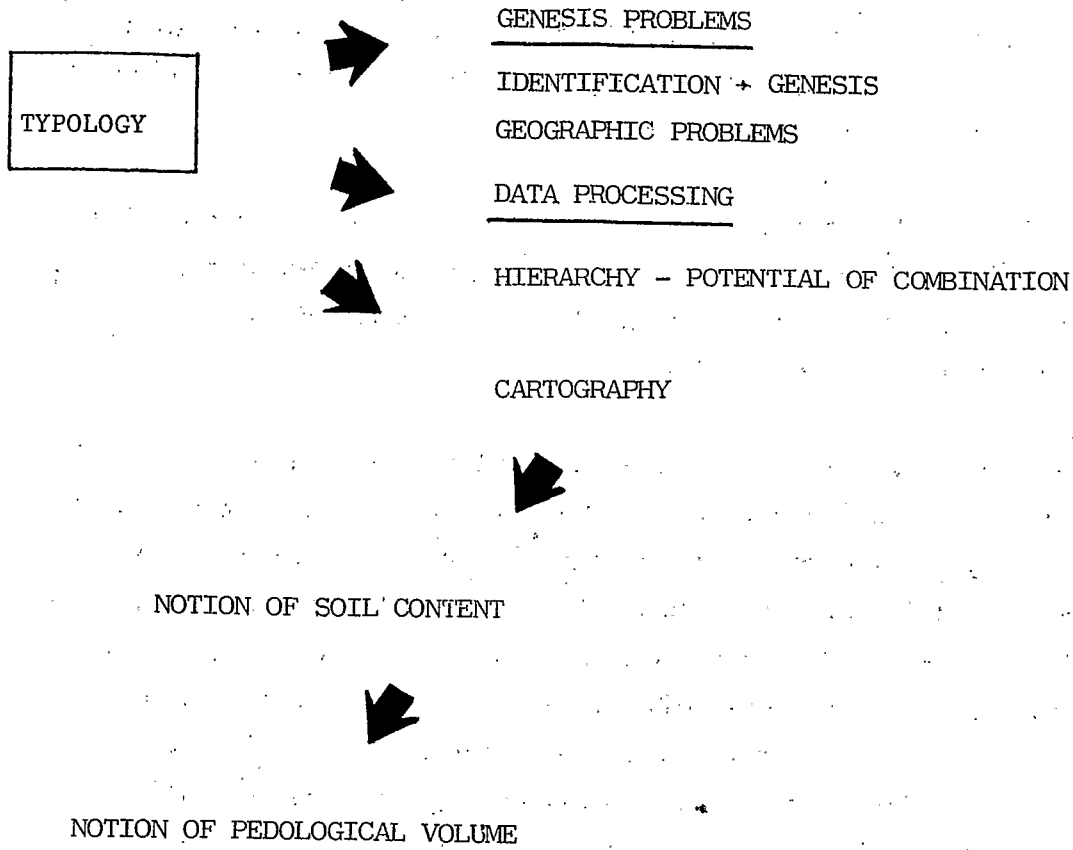 GENESIS PROBLEMS
IDENTIFICATION → GENESIS
TYPOLOGY
GEOGRAPHIC PROBLEMS
DATA PROCESSING
HIERARCHY - POTENTIAL OF COMBINATION
CARTOGRAPHY
NOTION OF SOIL CONTENT
NOTION OF PEDOLOGICAL VOLUME